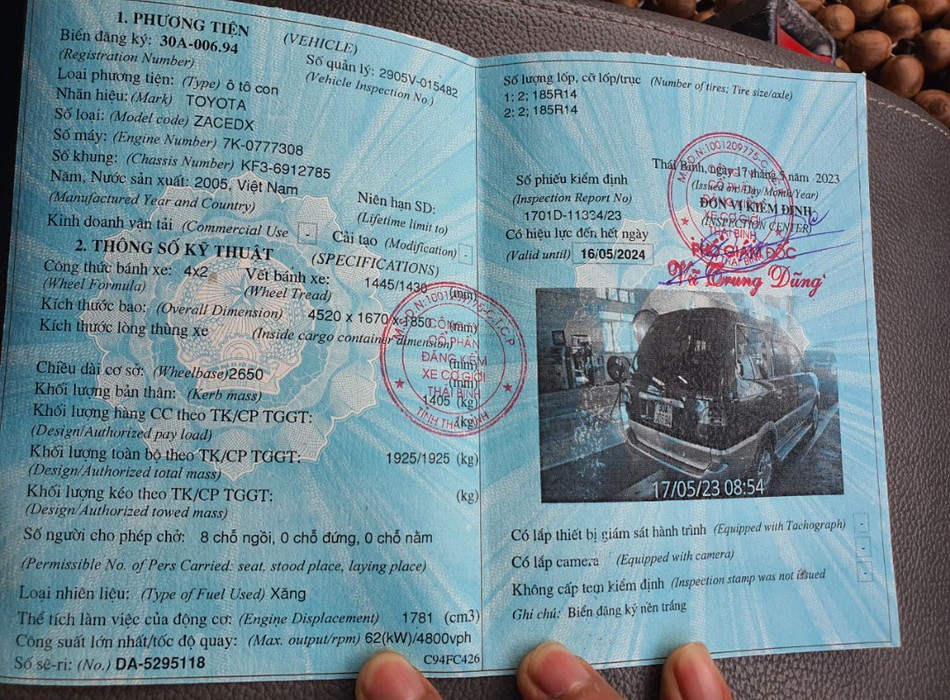 1. PHƯƠNG TIỆN (VEHICLE)
Biển đăng ký: 30A-006.94 Số quản lý: 2905V-015482
(Registration Number) (Vehicle Inspection No.)
Loại phương tiện: (Type) ô tô con
Nhãn hiệu: (Mark) TOYOTA
Số loại: (Model code) ZACEDX
Số máy: (Engine Number) 7K-0777308
Số khung: (Chassis Number) KF3-6912785
Năm, Nước sản xuất: 2005, Việt Nam Niên hạn SD:
(Manufactured Year and Country) (Lifetime limit to)
Kinh doanh vận tải (Commercial Use - Cải tạo (Modification) -
2. THÔNG SỐ KỸ THUẬT (SPECIFICATIONS)
Công thức bánh xe: 4x2 Vết bánh xe: 1445/1430 (mm)
(Wheel Formula) (Wheel Tread)
Kích thước bao: (Overall Dimension) 4520 x 1670 x 1850 (mm)
Kích thước lòng thùng xe (Inside cargo container dimension)
(mm)
Chiều dài cơ sở: (Wheelbase) 2650 (mm)
Khối lượng bản thân: (Kerb mass) 1405 (kg)
Khối lượng hàng CC theo TK/CP TGGT: (kg)
(Design/Authorized pay load)
Khối lượng toàn bộ theo TK/CP TGGT: 1925/1925 (kg)
(Design/Authorized total mass)
Khối lượng kéo theo TK/CP TGGT: (kg)
(Design/Authorized towed mass)
Số người cho phép chở: 8 chỗ ngồi, 0 chỗ đứng, 0 chỗ nằm
(Permissible No. of Pers Carried: seat, stood place, laying place)
Loại nhiên liệu: (Type of Fuel Used) Xăng
Thể tích làm việc của động cơ: (Engine Displacement) 1781 (cm3)
Công suất lớn nhất/tốc độ quay: (Max. output/rpm) 62(kW)/4800vph
Số sê-ri: (No.) DA-5295118 C94FC426
Số lượng lốp, cỡ lốp/trục (Number of tires; Tire size/axle)
1: 2; 185R14
2: 2; 185R14
Thái Bình, ngày 17 tháng 5 năm 2023
(Issued on: Day/Month/Year)
Số phiếu kiểm định ĐƠN VỊ KIỂM ĐỊNH
(Inspection Report No) (INSPECTION CENTER)
1701D-11334/23
Có hiệu lực đến hết ngày
(Valid until) 16/05/2024 PHÓ GIÁM ĐỐC
Vũ Trung Dũng
M.S.D.N:1001209775-C.T.C.P
CÔNG TY
CỔ PHẦN
ĐĂNG KIỂM
XE CƠ GIỚI
THÁI BÌNH
17/05/23 08:54
Có lắp thiết bị giám sát hành trình (Equipped with Tachograph) -
Có lắp camera (Equipped with camera) -
Không cấp tem kiểm định (Inspection stamp was not issued -
Ghi chú: Biển đăng ký nền trắng